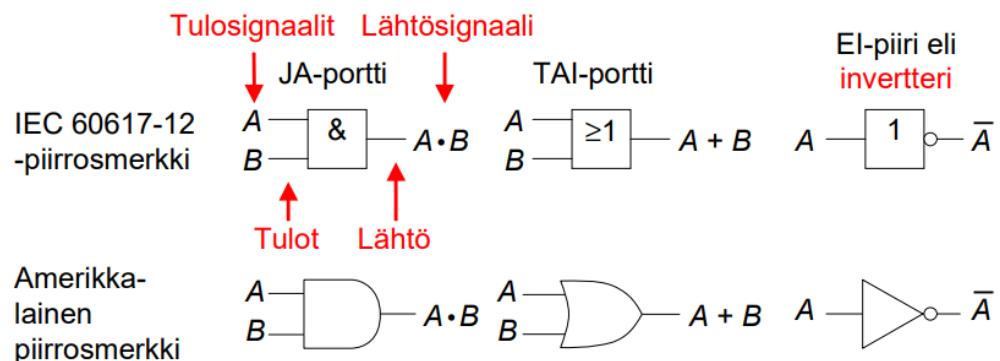 Tulosignaalit Lähtösignaali
JA-portti TAI-portti EI-piiri eli
invertteri
IEC 60617-12
-piirrosmerkki
A
B
&
A•B
A
B
≥1
A + B
A
1
A̅
Tulot Lähtö
Amerikka-
lainen
piirrosmerkki
A
B
A•B
A
B
A + B
A
A̅